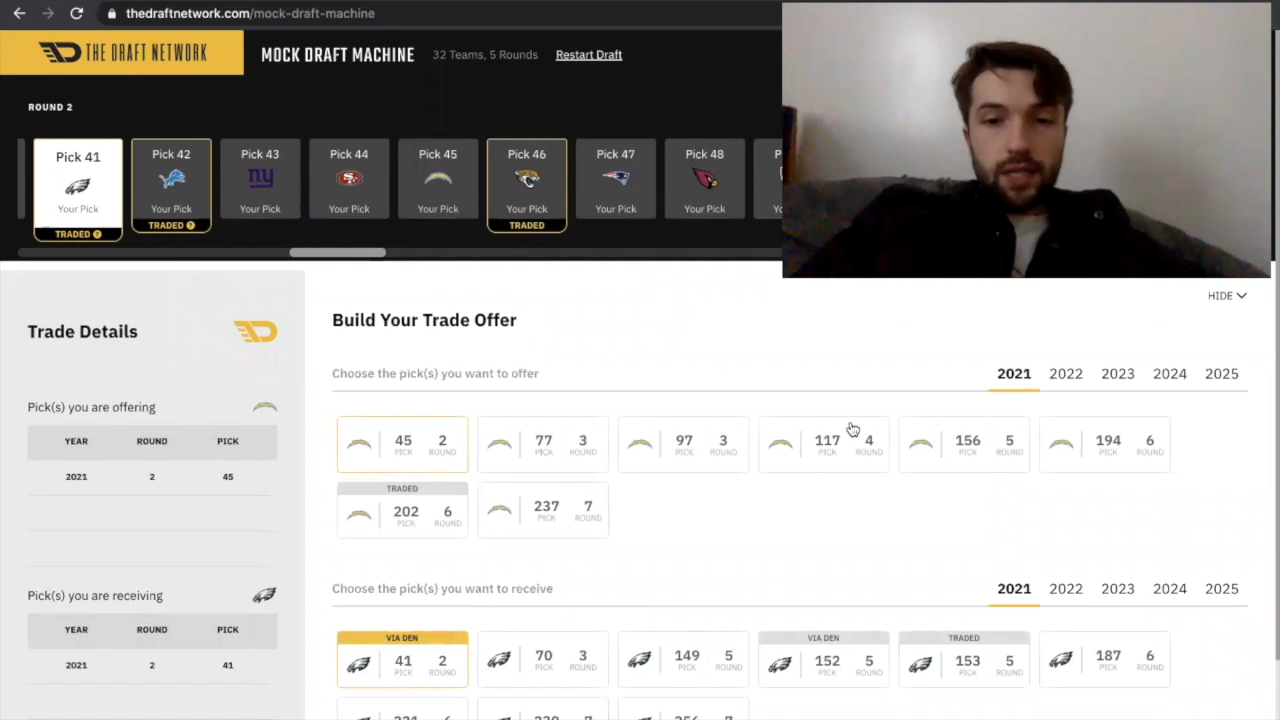 thedraftnetwork.com/mock-draft-machine
THE DRAFT NETWORK
MOCK DRAFT MACHINE
32 Teams, 5 Rounds
Restart Draft
ROUND 2
Pick 41
Your Pick
TRADED ?
Pick 42
Your Pick
TRADED ?
Pick 43
ny
Your Pick
Pick 44
SF
Your Pick
Pick 45
Your Pick
Pick 46
Your Pick
TRADED
Pick 47
Your Pick
Pick 48
Your Pick
HIDE
Trade Details
Pick(s) you are offering
YEAR ROUND PICK
2021 2 45
Pick(s) you are receiving
YEAR ROUND PICK
2021 2 41
Build Your Trade Offer
Choose the pick(s) you want to offer
2021 2022 2023 2024 2025
45 2
PICK ROUND
77 3
PICK ROUND
97 3
PICK ROUND
117 4
PICK ROUND
156 5
PICK ROUND
194 6
PICK ROUND
TRADED
202 6
PICK ROUND
237 7
PICK ROUND
Choose the pick(s) you want to receive
2021 2022 2023 2024 2025
VIA DEN
41 2
PICK ROUND
70 3
PICK ROUND
149 5
PICK ROUND
VIA DEN
152 5
PICK ROUND
TRADED
153 5
PICK ROUND
187 6
PICK ROUND